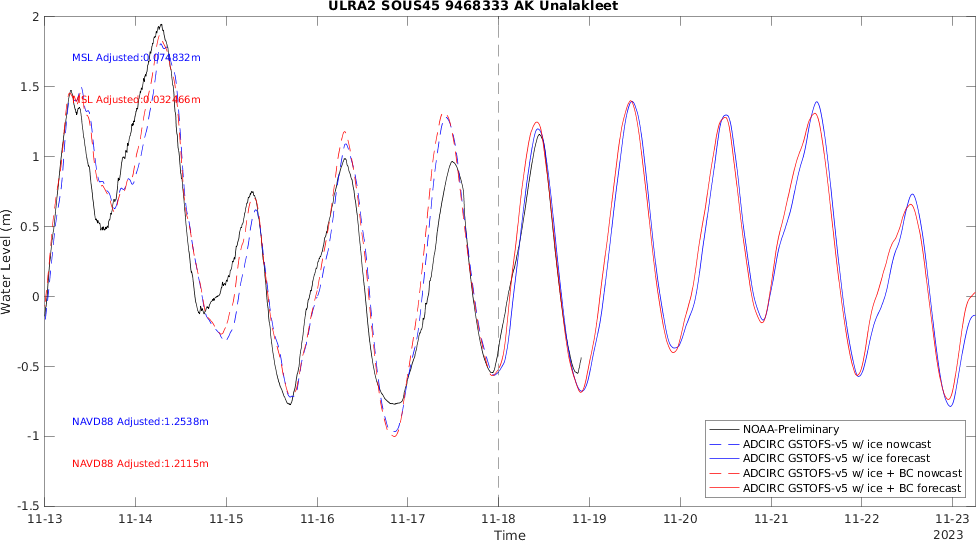 ULRA2 SOUS45 9468333 AK Unalakleet
2
1.5
1
0.5
0
-0.5
-1
-1.5
Water Level (m)
MSL Adjusted:0.074832m
MSL Adjusted:0.032466m
NAVD88 Adjusted:1.2538m
NAVD88 Adjusted:1.2115m
NOAA-Preliminary
ADCIRC GSTOFS-v5 w/ ice nowcast
ADCIRC GSTOFS-v5 w/ ice forecast
ADCIRC GSTOFS-v5 w/ ice + BC nowcast
ADCIRC GSTOFS-v5 w/ ice + BC forecast
11-13 11-14 11-15 11-16 11-17 11-18 11-19 11-20 11-21 11-22 11-23
Time
2023